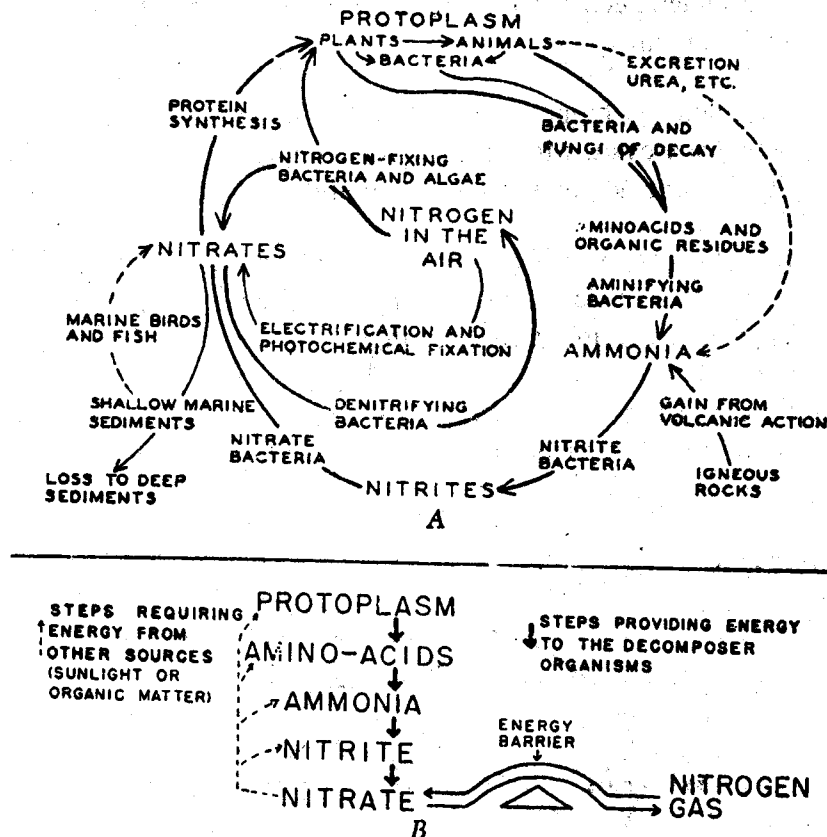 PROTOPLASM
PLANTS ANIMALS
BACTERIA
EXCRETION
UREA, ETC.
PROTEIN
SYNTHESIS
BACTERIA AND
FUNGI OF DECAY
NITROGEN-FIXING
BACTERIA AND ALGAE
NITROGEN
IN THE
AIR
MINOACIDS AND
ORGANIC RESIDUES
NITRATES
AMINIFYING
BACTERIA
MARINE BIRDS
AND FISH
ELECTRIFICATION AND
PHOTOCHEMICAL FIXATION
AMMONIA
SHALLOW MARINE
SEDIMENTS
DENITRIFYING
BACTERIA
GAIN FROM
VOLCANIC ACTION
NITRATE
BACTERIA
NITRITE
BACTERIA
LOSS TO DEEP
SEDIMENTS
NITRITES
IGNEOUS
ROCKS
A
STEPS REQUIRING
ENERGY FROM
OTHER SOURCES
(SUNLIGHT OR
ORGANIC MATTER)
PROTOPLASM
AMINO-ACIDS
AMMONIA
NITRITE
NITRATE
STEPS PROVIDING ENERGY
TO THE DECOMPOSER
ORGANISMS
ENERGY
BARRIER
NITROGEN
GAS
B